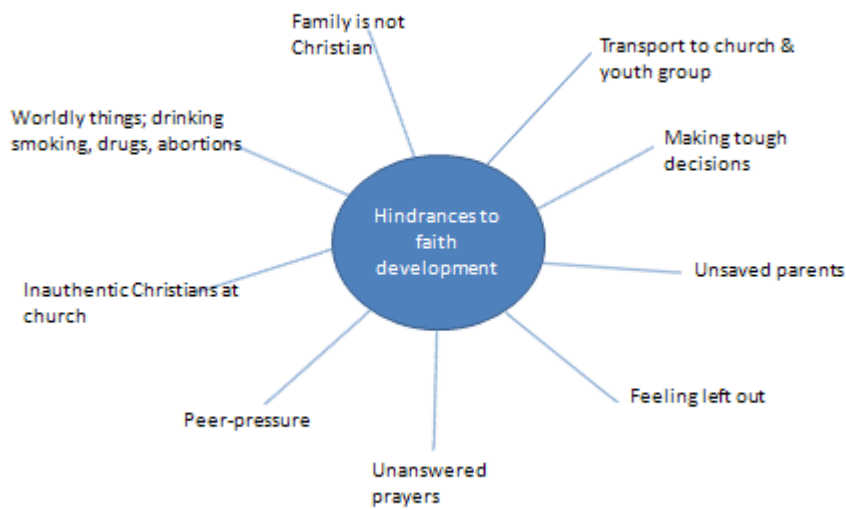 Family is not
Christian
Transport to church &
youth group
Worldly things; drinking
smoking, drugs, abortions
Making tough
decisions
Hindrances to
faith
development
Unsaved parents
Inauthentic Christians at
church
Feeling left out
Peer-pressure
Unanswered
prayers